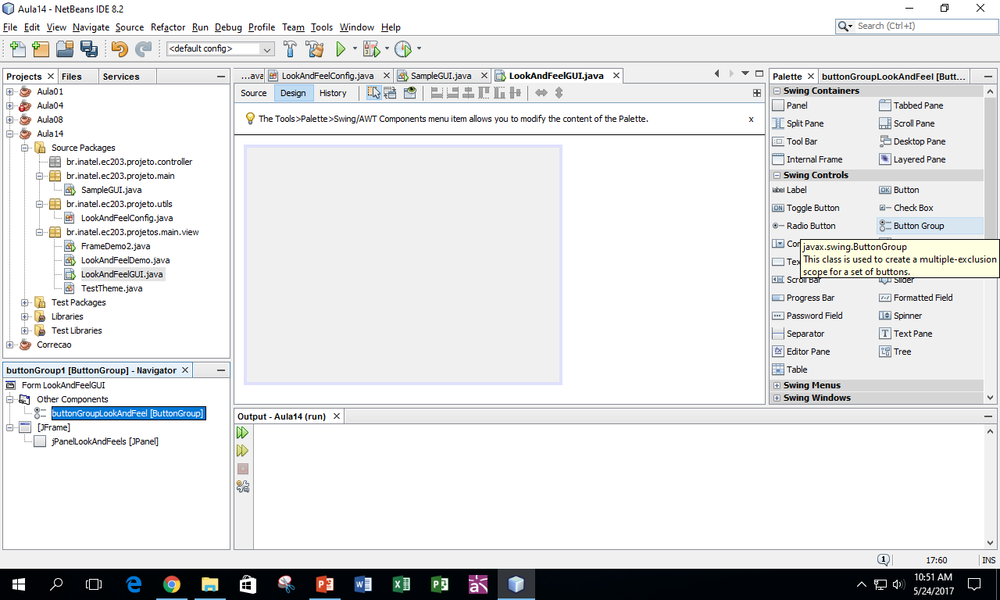 Aula14 - NetBeans IDE 8.2
File Edit View Navigate Source Refactor Run Debug Profile Team Tools Window Help
Search (Ctrl+I)
<default config>
Projects
Files
Services
Aula01
Aula04
Aula08
Aula14
Source Packages
br.inatel.ec203.projeto.controller
br.inatel.ec203.projeto.main
SampleGUI.java
br.inatel.ec203.projeto.utils
LookAndFeelConfig.java
br.inatel.ec203.projetos.main.view
FrameDemo2.java
LookAndFeelDemo.java
LookAndFeelGUI.java
TestTheme.java
Test Packages
Libraries
Test Libraries
Correcao
buttonGroup1 [ButtonGroup] - Navigator
Form LookAndFeelGUI
Other Components
buttonGroupLookAndFeel [ButtonGroup]
[JFrame]
jPanelLookAndFeels [JPanel]
...ava
LookAndFeelConfig.java
SampleGUI.java
LookAndFeelGUI.java
Source
Design
History
The Tools>Palette>Swing/AWT Components menu item allows you to modify the content of the Palette.
x
Output - Aula14 (run)
Palette
buttonGroupLookAndFeel [Butt...
Swing Containers
Panel
Tabbed Pane
Split Pane
Scroll Pane
Tool Bar
Desktop Pane
Internal Frame
Layered Pane
Swing Controls
label Label
OK Button
ON Toggle Button
Check Box
Radio Button
Button Group
javax.swing.ButtonGroup
This class is used to create a multiple-exclusion
scope for a set of buttons.
Scroll Bar
Slider
Progress Bar
Formatted Field
Password Field
Spinner
Separator
Text Pane
Editor Pane
Tree
Table
Swing Menus
Swing Windows
1
17:60
INS
10:51 AM
5/24/2017